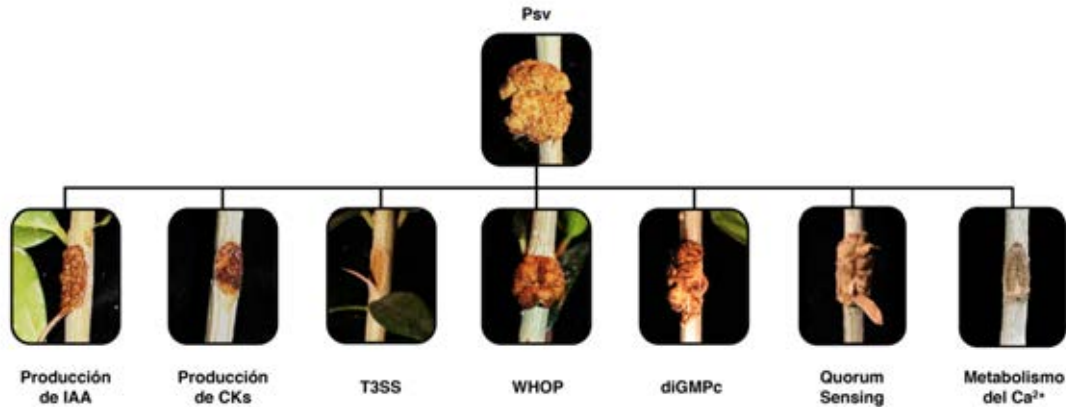 Psv
Producción
de IAA
Producción
de CKs
T3SS
WHOP
diGMPc
Quorum
Sensing
Metabolismo
del Ca²⁺